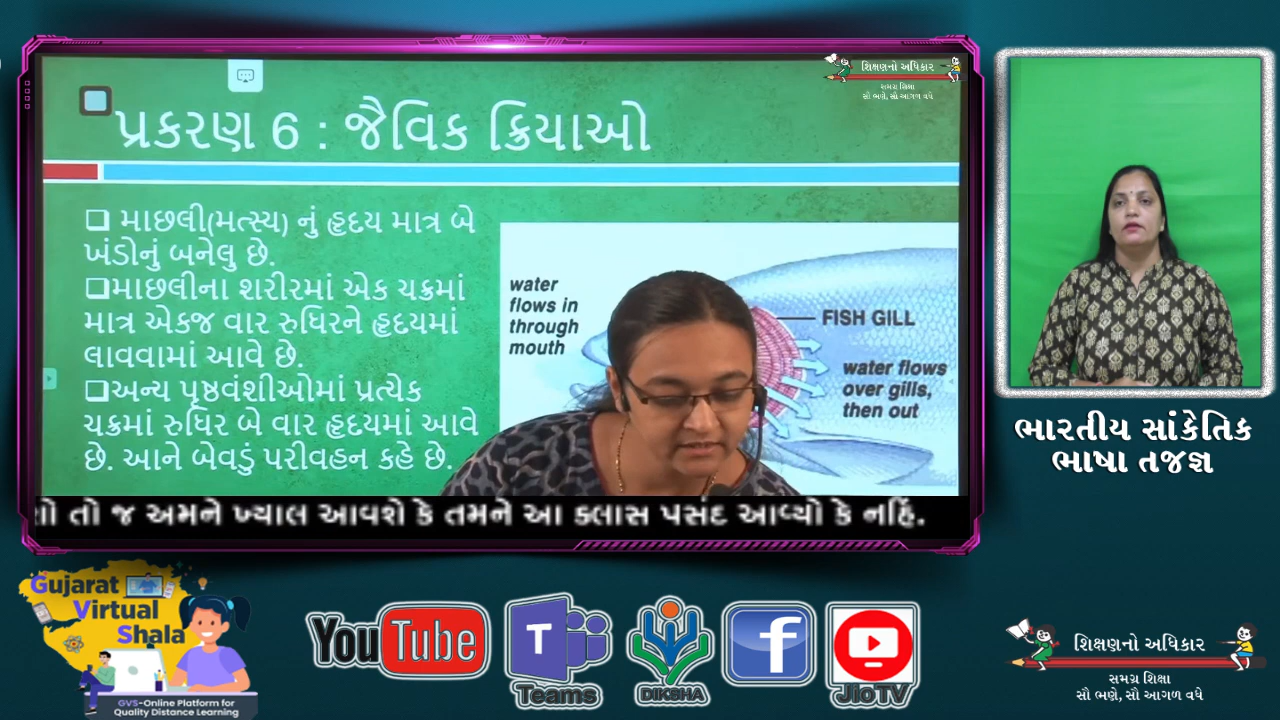 પ્રકરણ 6 : જૈવિક ક્રિયાઓ
શિક્ષણનો અધિકાર
સમગ્ર શિક્ષા
સૌ ભણે, સૌ આગળ વધે
❑ માછલી(મત્સ્ય) નું હૃદય માત્ર બે
ખંડોનું બનેલુ છે.
❑માછલીના શરીરમાં એક ચક્રમાં
માત્ર એકજ વાર રુધિરને હૃદયમાં
લાવવામાં આવે છે.
❑અન્ય પૃષ્ઠવંશીઓમાં પ્રત્યેક
ચક્રમાં રુધિર બે વાર હૃદયમાં આવે
છે. આને બેવડું પરીવહન કહે છે.
water
flows in
through
mouth
FISH GILL
water flows
over gills,
then out
તો જ અમને ખ્યાલ આવશે કે તમને આ ક્લાસ પસંદ આવ્યો કે નહિં.
ભારતીય સાંકેતિક
ભાષા તજજ્ઞ
Gujarat
Virtual
Shala
GVS-Online Platform for
Quality Distance Learning
YouTube
T
Teams
DIKSHA
f
JioTV
શિક્ષણનો અધિકાર
સમગ્ર શિક્ષા
સૌ ભણે, સૌ આગળ વધે